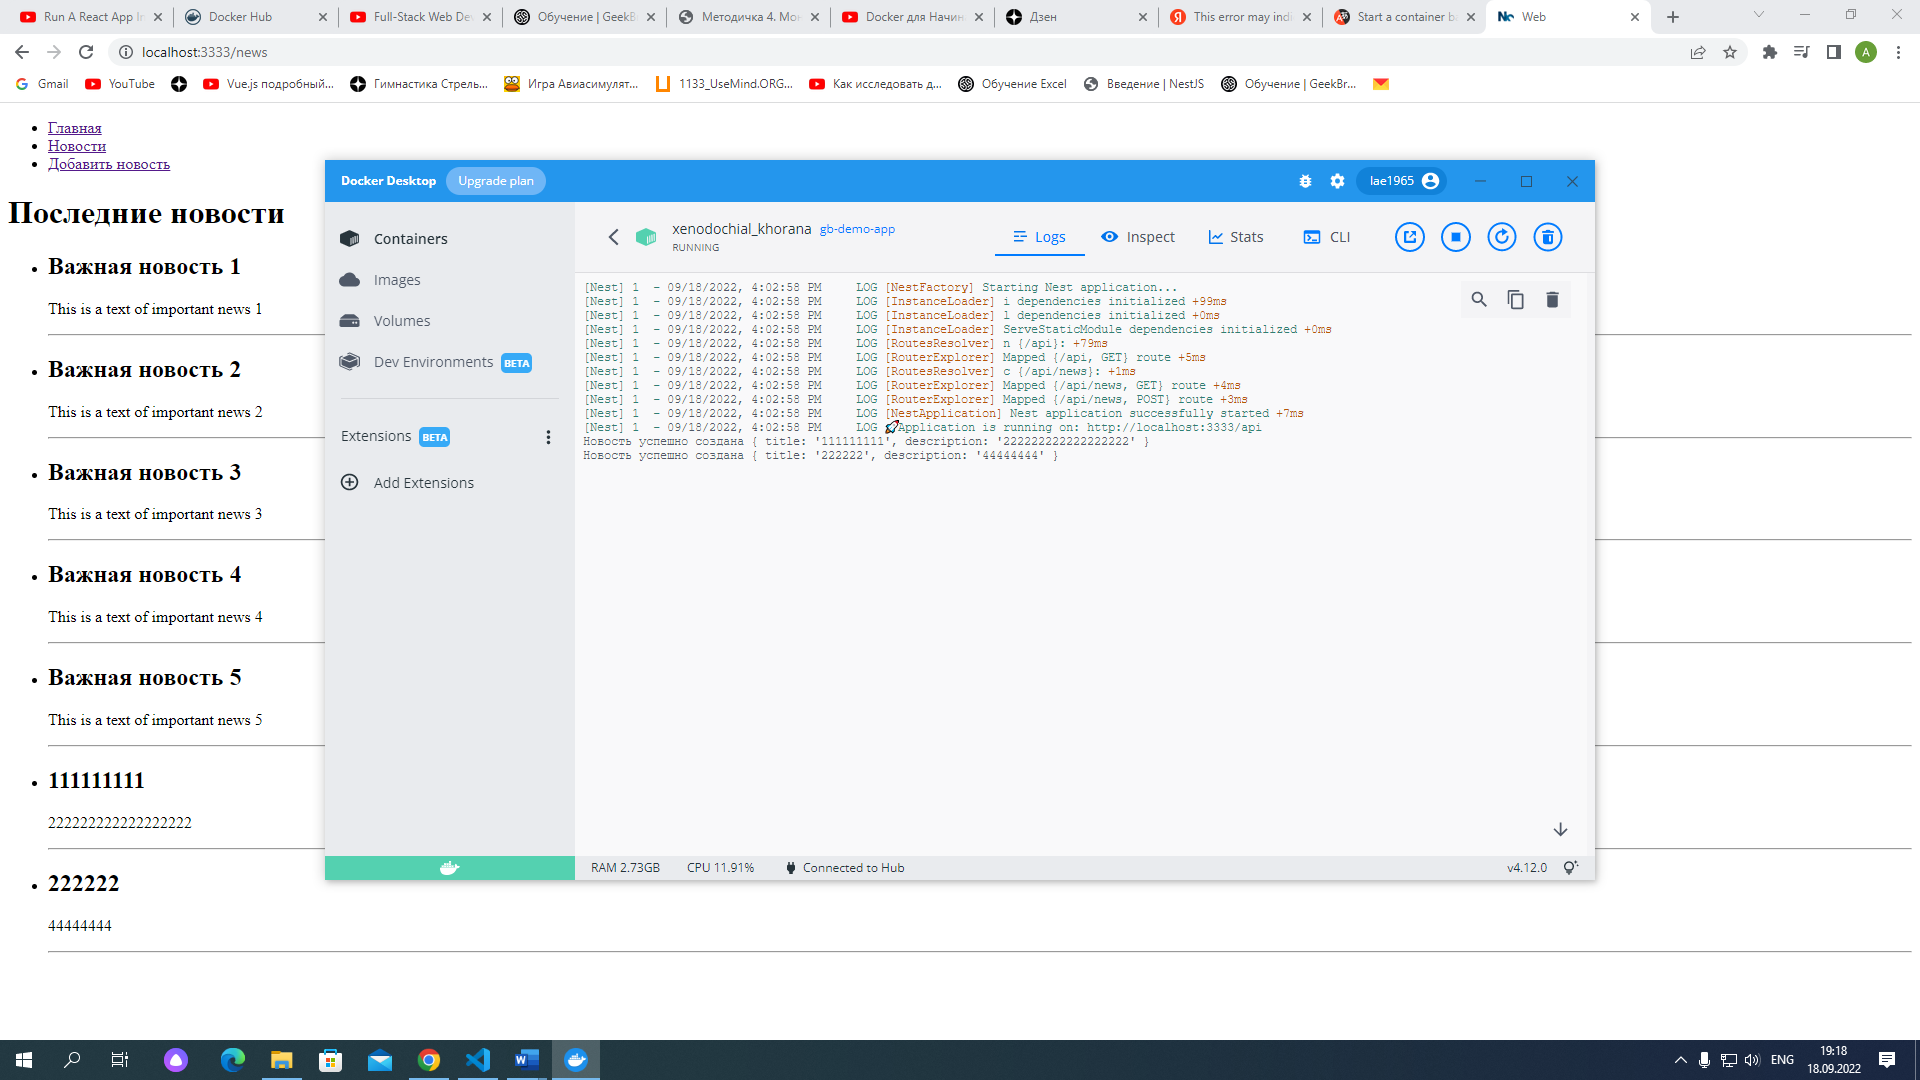 Run A React App In
Docker Hub
Full-Stack Web De
Обучение | GeekB
Методичка 4. Мон
Docker для Начин
Дзен
This error may indi
Start a container b
Web
localhost:3333/news
A
Gmail
YouTube
Vue.js подробный...
Гимнастика Стрель...
Игра Авиасимулят...
1133_UseMind.ORG...
Как исследовать д...
Обучение Excel
Введение | NestJS
Обучение | GeekBr...
Главная
Новости
Добавить новость
Последние новости
Важная новость 1
This is a text of important news 1
Важная новость 2
This is a text of important news 2
Важная новость 3
This is a text of important news 3
Важная новость 4
This is a text of important news 4
Важная новость 5
This is a text of important news 5
111111111
222222222222222222
222222
44444444
Docker Desktop
Upgrade plan
lae1965
Containers
Images
Volumes
Dev Environments BETA
Extensions BETA
Add Extensions
xenodochial_khorana gb-demo-app
RUNNING
Logs
Inspect
Stats
CLI
[Nest] 1 - 09/18/2022, 4:02:58 PM LOG [NestFactory] Starting Nest application...
[Nest] 1 - 09/18/2022, 4:02:58 PM LOG [InstanceLoader] i dependencies initialized +99ms
[Nest] 1 - 09/18/2022, 4:02:58 PM LOG [InstanceLoader] l dependencies initialized +0ms
[Nest] 1 - 09/18/2022, 4:02:58 PM LOG [InstanceLoader] ServeStaticModule dependencies initialized +0ms
[Nest] 1 - 09/18/2022, 4:02:58 PM LOG [RoutesResolver] n {/api}: +79ms
[Nest] 1 - 09/18/2022, 4:02:58 PM LOG [RouterExplorer] Mapped {/api, GET} route +5ms
[Nest] 1 - 09/18/2022, 4:02:58 PM LOG [RoutesResolver] c {/api/news}: +1ms
[Nest] 1 - 09/18/2022, 4:02:58 PM LOG [RouterExplorer] Mapped {/api/news, GET} route +4ms
[Nest] 1 - 09/18/2022, 4:02:58 PM LOG [RouterExplorer] Mapped {/api/news, POST} route +3ms
[Nest] 1 - 09/18/2022, 4:02:58 PM LOG [NestApplication] Nest application successfully started +7ms
[Nest] 1 - 09/18/2022, 4:02:58 PM LOG 🚀 Application is running on: http://localhost:3333/api
Новость успешно создана { title: '111111111', description: '222222222222222222' }
Новость успешно создана { title: '222222', description: '44444444' }
RAM 2.73GB
CPU 11.91%
Connected to Hub
v4.12.0
ENG
19:18
18.09.2022